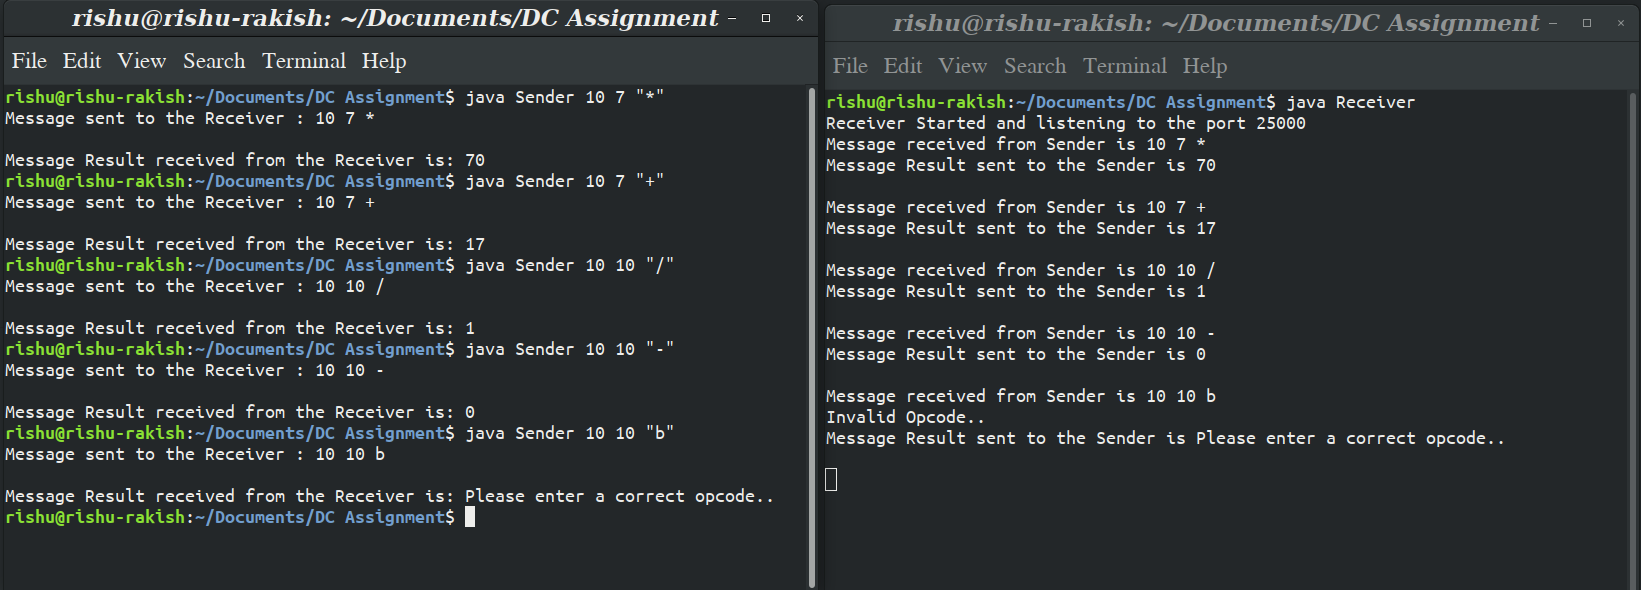 rishu@rishu-rakish: ~/Documents/DC Assignment
File Edit View Search Terminal Help
rishu@rishu-rakish:~/Documents/DC Assignment$ java Sender 10 7 "*"
Message sent to the Receiver : 10 7 *
Message Result received from the Receiver is: 70
rishu@rishu-rakish:~/Documents/DC Assignment$ java Sender 10 7 "+"
Message sent to the Receiver : 10 7 +
Message Result received from the Receiver is: 17
rishu@rishu-rakish:~/Documents/DC Assignment$ java Sender 10 10 "/"
Message sent to the Receiver : 10 10 /
Message Result received from the Receiver is: 1
rishu@rishu-rakish:~/Documents/DC Assignment$ java Sender 10 10 "-"
Message sent to the Receiver : 10 10 -
Message Result received from the Receiver is: 0
rishu@rishu-rakish:~/Documents/DC Assignment$ java Sender 10 10 "b"
Message sent to the Receiver : 10 10 b
Message Result received from the Receiver is: Please enter a correct opcode..
rishu@rishu-rakish:~/Documents/DC Assignment$
rishu@rishu-rakish: ~/Documents/DC Assignment
File Edit View Search Terminal Help
rishu@rishu-rakish:~/Documents/DC Assignment$ java Receiver
Receiver Started and listening to the port 25000
Message received from Sender is 10 7 *
Message Result sent to the Sender is 70
Message received from Sender is 10 7 +
Message Result sent to the Sender is 17
Message received from Sender is 10 10 /
Message Result sent to the Sender is 1
Message received from Sender is 10 10 -
Message Result sent to the Sender is 0
Message received from Sender is 10 10 b
Invalid Opcode..
Message Result sent to the Sender is Please enter a correct opcode..